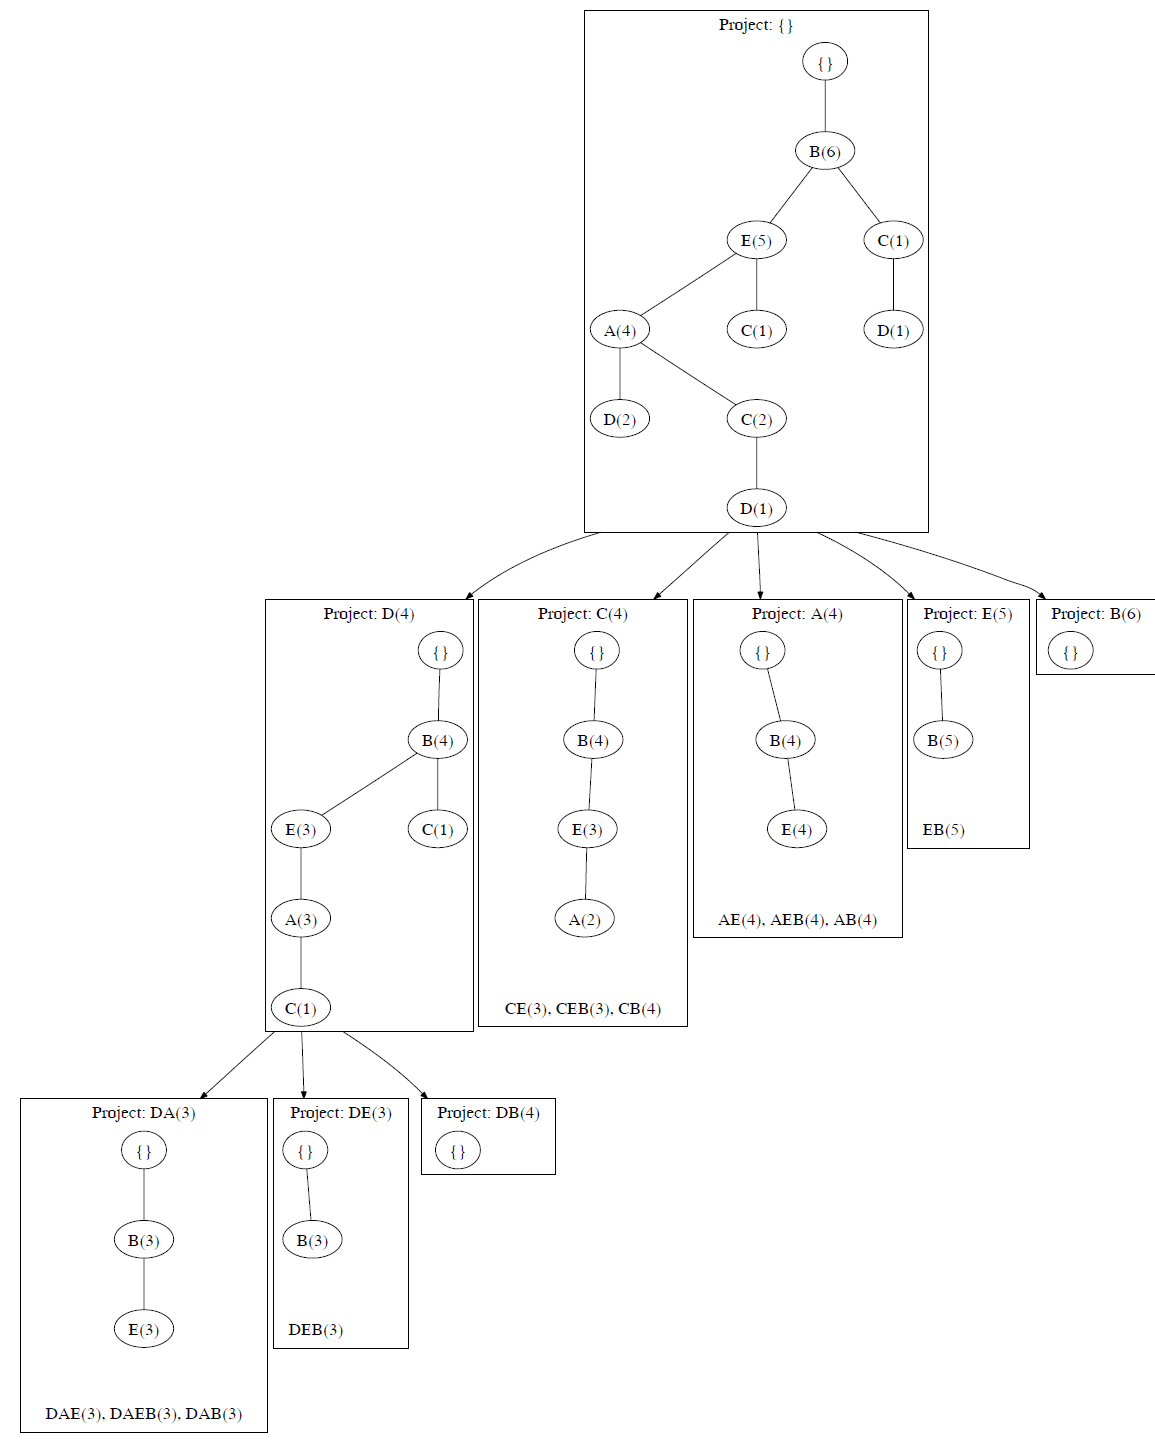 Project: {}
{}
B(6)
E(5)
C(1)
A(4)
C(1)
D(1)
D(2)
C(2)
D(1)
Project: D(4)
{}
B(4)
E(3)
C(1)
A(3)
C(1)
Project: C(4)
{}
B(4)
E(3)
A(2)
CE(3), CEB(3), CB(4)
Project: A(4)
{}
B(4)
E(4)
AE(4), AEB(4), AB(4)
Project: E(5)
{}
B(5)
EB(5)
Project: B(6)
{}
Project: DA(3)
{}
B(3)
E(3)
DAE(3), DAEB(3), DAB(3)
Project: DE(3)
{}
B(3)
DEB(3)
Project: DB(4)
{}